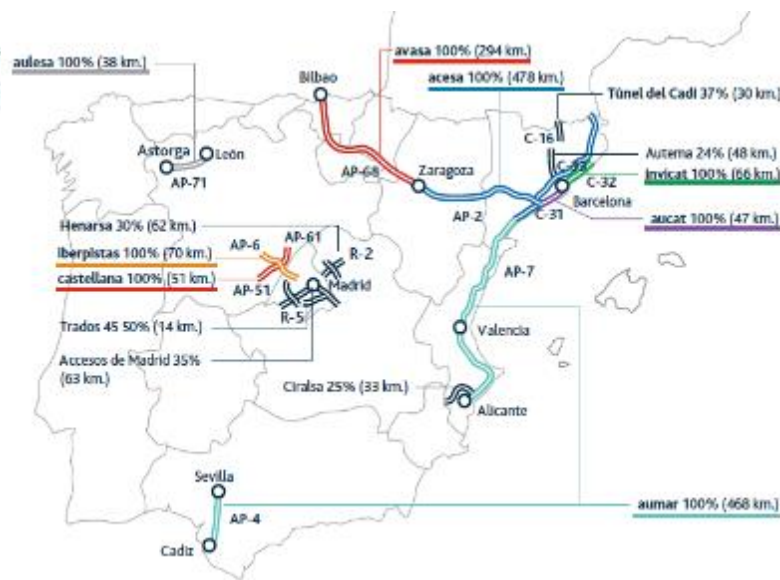 aulesa 100% (38 km.)
avasa 100% (294 km.)
acesa 100% (478 km.)
Bilbao
Túnel del Cadí 37% (30 km.)
C-16
Astorga
León
AP-71
AP-68
Zaragoza
AP-2
C-33
Autema 24% (48 km.)
C-32
invicat 100% (66 km.)
Barcelona
C-31
aucat 100% (47 km.)
Henarsa 30% (62 km.)
iberpistas 100% (70 km.)
castellana 100% (51 km.)
AP-6
AP-61
R-2
AP-51
Madrid
R-5
AP-7
Trados 45 50% (14 km.)
Accesos de Madrid 35%
(63 km.)
Valencia
Ciralsa 25% (33 km.)
Alicante
Sevilla
AP-4
Cadiz
aumar 100% (468 km.)